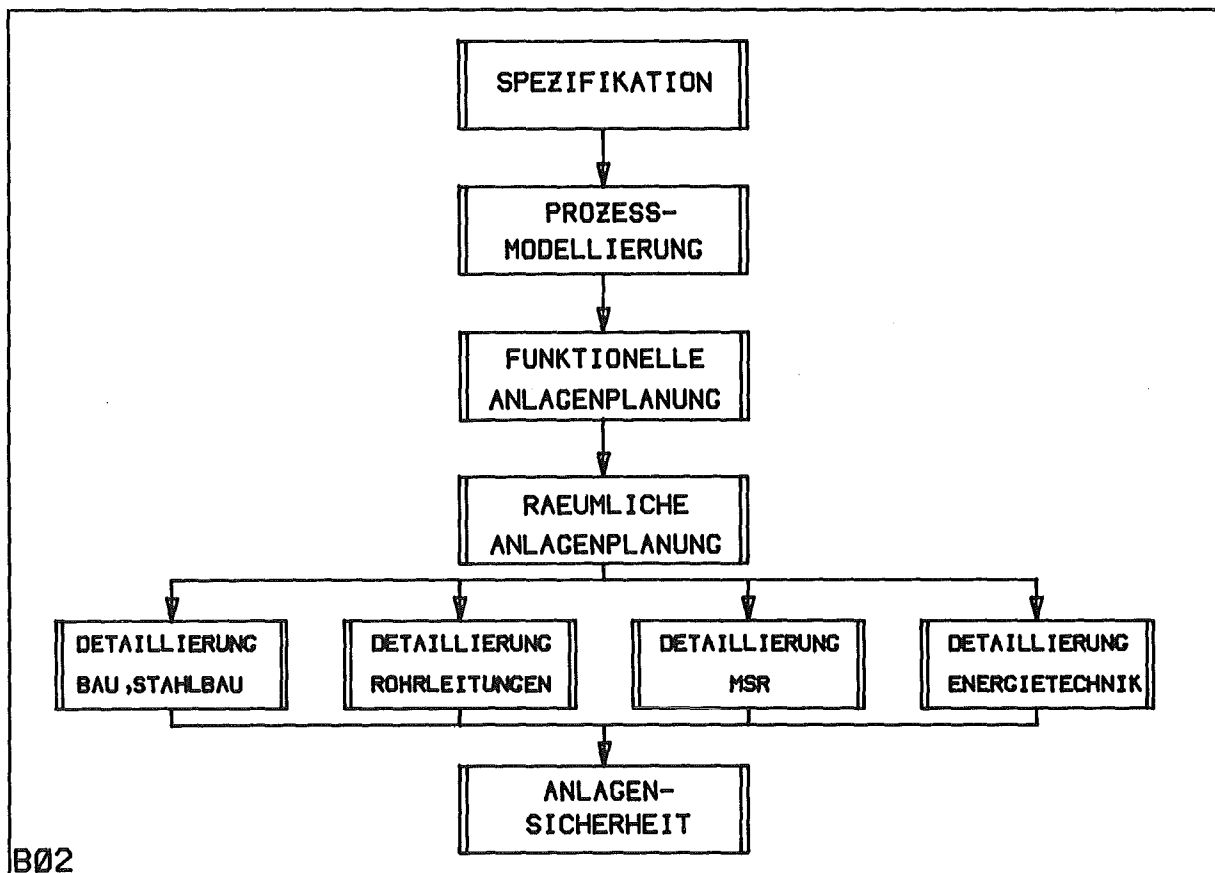 SPEZIFIKATION
PROZESS-
MODELLIERUNG
FUNKTIONELLE
ANLAGENPLANUNG
RAEUMLICHE
ANLAGENPLANUNG
DETAILLIERUNG
BAU,STAHLBAU
DETAILLIERUNG
ROHRLEITUNGEN
DETAILLIERUNG
MSR
DETAILLIERUNG
ENERGIETECHNIK
ANLAGEN-
SICHERHEIT
BØ2